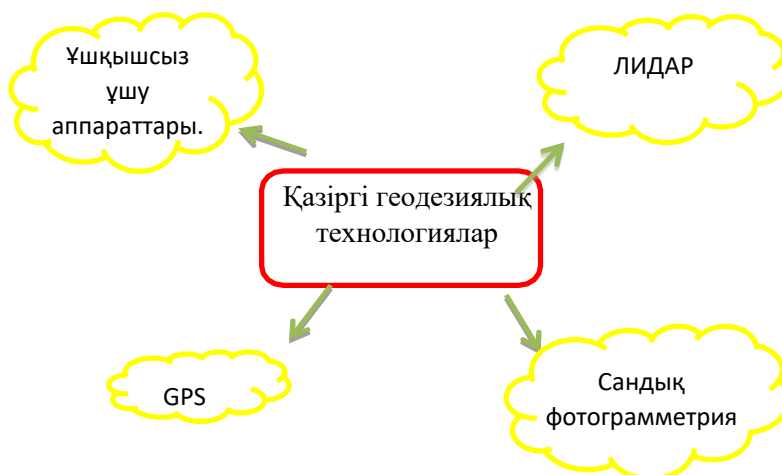 Ұшқышсыз
ұшу
аппараттары.
ЛИДАР
Қазіргі геодезиялық
технологиялар
GPS
Сандық
фотограмметрия